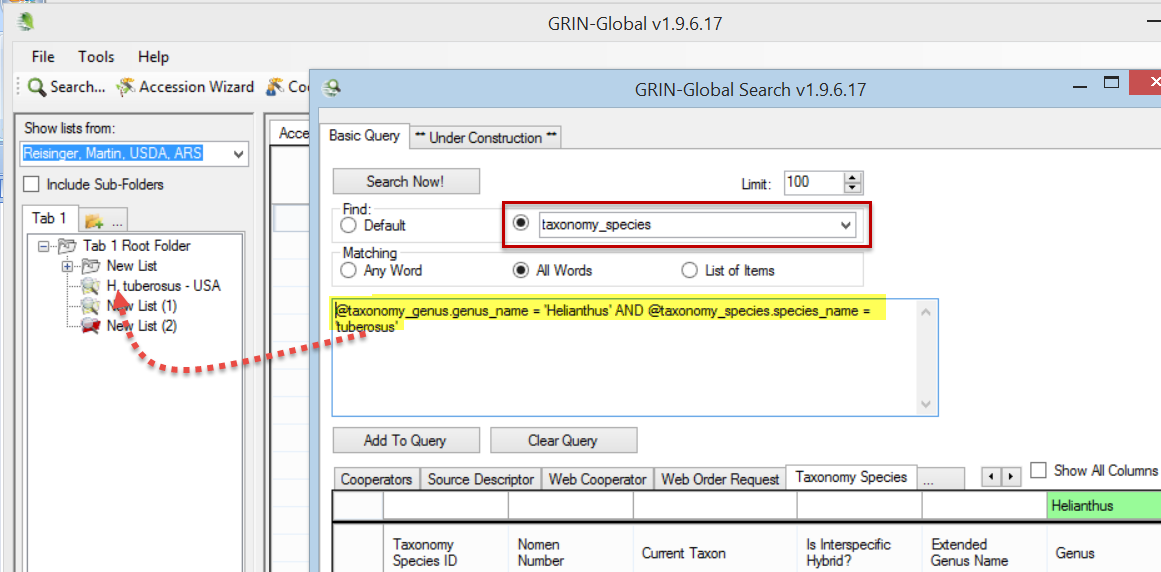 GRIN-Global v1.9.6.17
File Tools Help
Search... Accession Wizard Co
GRIN-Global Search v1.9.6.17
Show lists from:
Reisinger, Martin, USDA, ARS
Include Sub-Folders
Tab 1 ...
Tab 1 Root Folder
New List
H, tuberosus - USA
New List (1)
New List (2)
Acce
Basic Query ** Under Construction **
Search Now! Limit: 100
Find:
Default taxonomy_species
Matching
Any Word All Words List of Items
@taxonomy_genus.genus_name = 'Helianthus' AND @taxonomy_species.species_name =
'tuberosus'
Add To Query Clear Query
Cooperators Source Descriptor Web Cooperator Web Order Request Taxonomy Species ... Show All Columns
Helianthus
Taxonomy Species ID Nomen Number Current Taxon Is Interspecific Hybrid? Extended Genus Name Genus